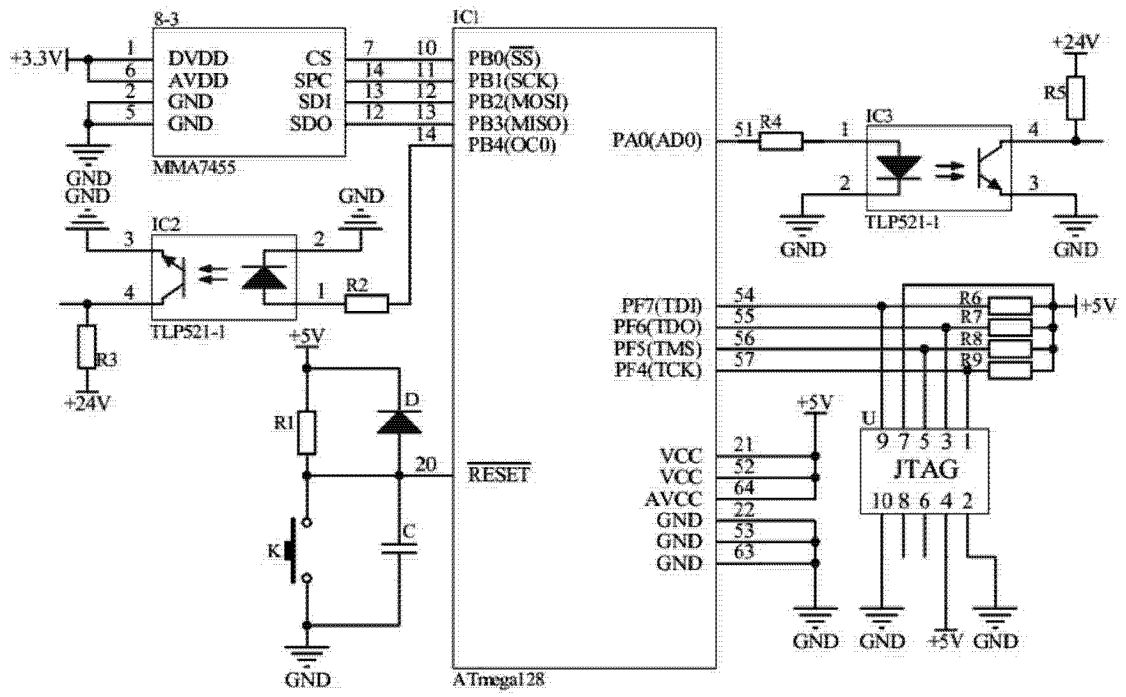 8-3
IC1
+3.3V
1 DVDD CS 7 10 PB0(SS)
6 AVDD SPC 14 11 PB1(SCK)
2 GND SDI 13 12 PB2(MOSI)
5 GND SDO 12 13 PB3(MISO)
14 PB4(OC0)
MMA7455
GND
GND
GND
IC2
3
2
4
1
R2
TLP521-1
R3
+24V
+5V
R1
D
20 RESET
K
C
GND
ATmega128
+24V
R5
IC3
PA0(AD0) 51 R4 1
4
2
3
GND
TLP521-1
GND
PF7(TDI) 54 R6 +5V
PF6(TDO) 55 R7
PF5(TMS) 56 R8
PF4(TCK) 57 R9
+5V
U
9 7 5 3 1
JTAG
10 8 6 4 2
VCC 21
VCC 52
AVCC 64
GND 22
GND 53
GND 63
GND
GND
+5V
GND